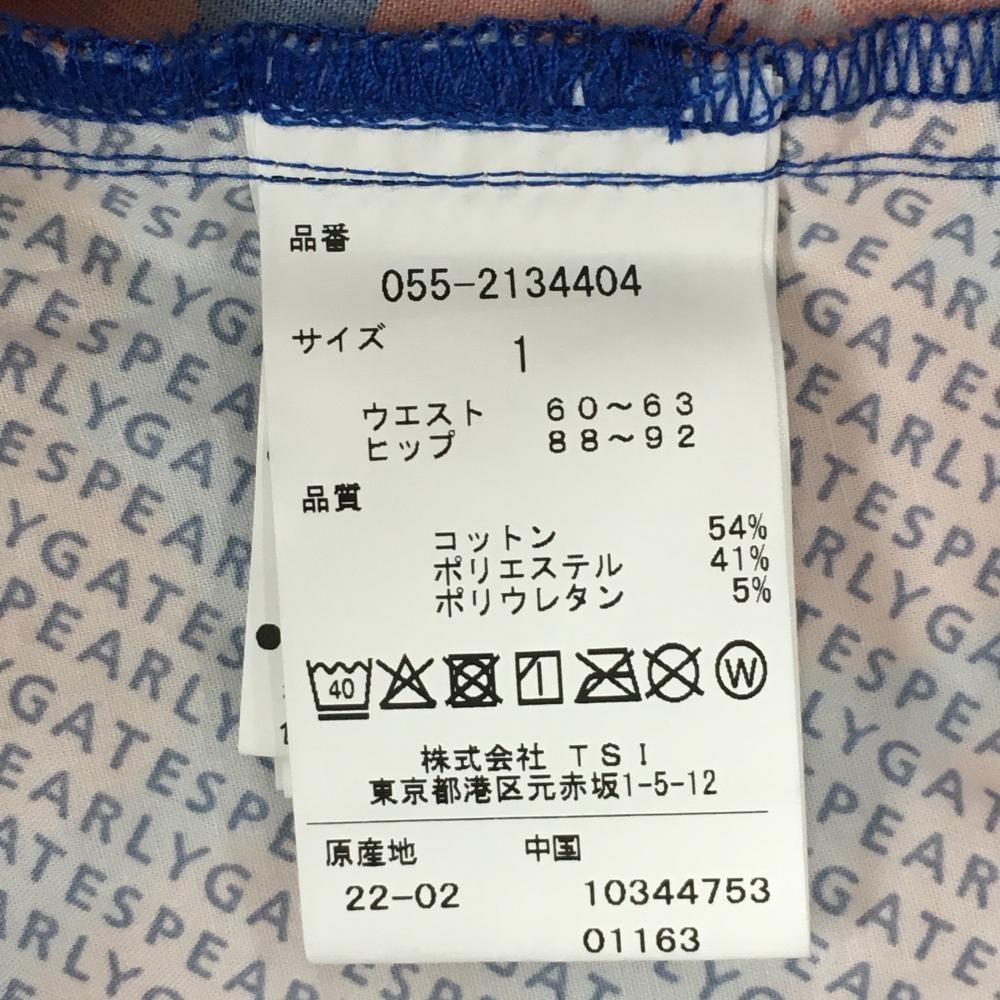 品番
055-2134404
サイズ 1
ウエスト 60～63
ヒップ 88～92
品質
コットン 54%
ポリエステル 41%
ポリウレタン 5%
40 W
株式会社 TSI
東京都港区元赤坂1-5-12
原産地 中国
22-02 10344753
01163
PEARLYGATES